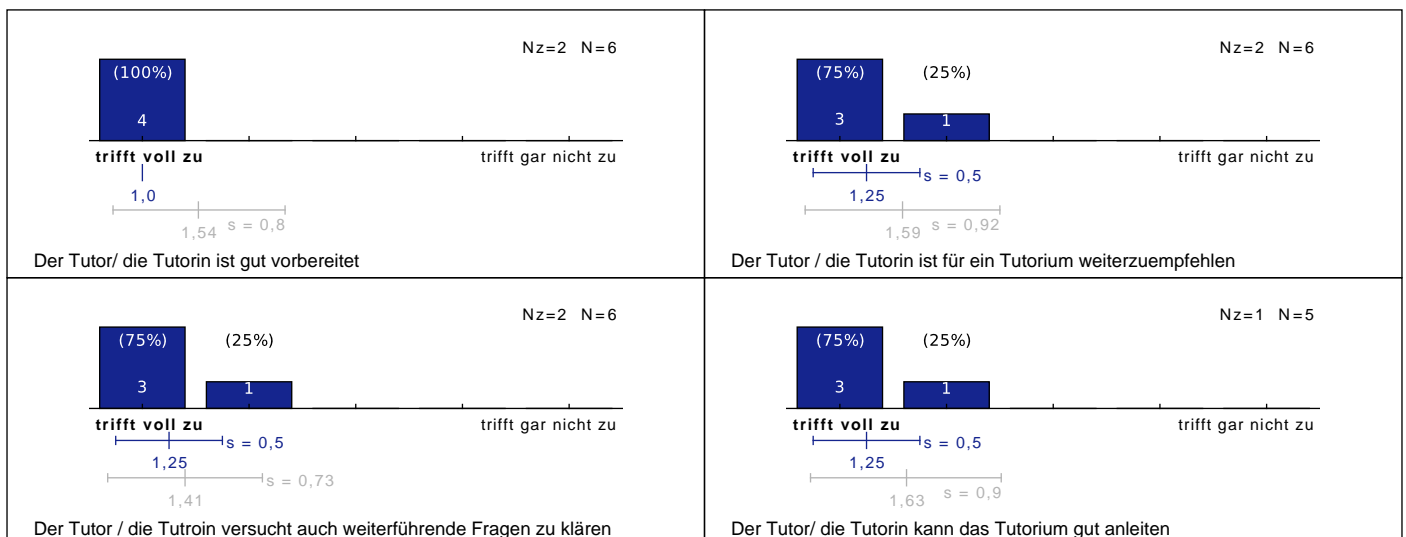 Nz=2 N=6
(100%)
4
trifft voll zu
trifft gar nicht zu
1,0
s = 0,8
1,54
Der Tutor/ die Tutorin ist gut vorbereitet
Nz=2 N=6
(75%) (25%)
3 1
trifft voll zu
trifft gar nicht zu
s = 0,5
1,25
s = 0,92
1,59
Der Tutor / die Tutorin ist für ein Tutorium weiterzuempfehlen
Nz=2 N=6
(75%) (25%)
3 1
trifft voll zu
trifft gar nicht zu
s = 0,5
1,25
s = 0,73
1,41
Der Tutor / die Tutroin versucht auch weiterführende Fragen zu klären
Nz=1 N=5
(75%) (25%)
3 1
trifft voll zu
trifft gar nicht zu
s = 0,5
1,25
s = 0,9
1,63
Der Tutor/ die Tutorin kann das Tutorium gut anleiten